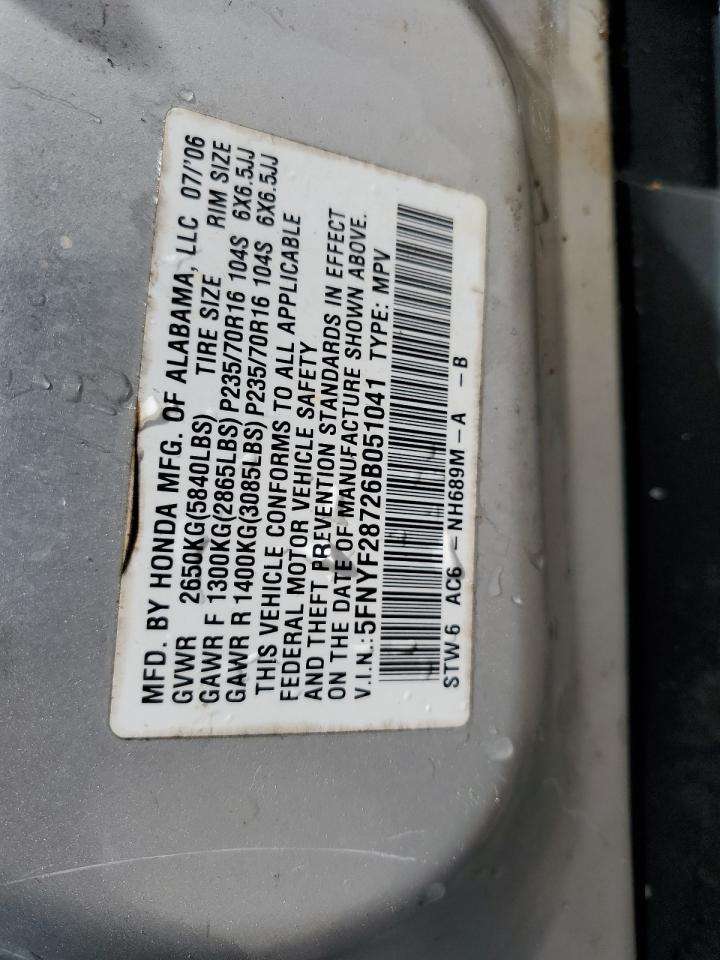 MFD. BY HONDA MFG. OF ALABAMA, LLC 07/'06
GVWR 2650KG(5840LBS) TIRE SIZE RIM SIZE
GAWR F 1300KG(2865LBS) P235/70R16 104S 6X6.5JJ
GAWR R 1400KG(3085LBS) P235/70R16 104S 6X6.5JJ
THIS VEHICLE CONFORMS TO ALL APPLICABLE
FEDERAL MOTOR VEHICLE SAFETY
AND THEFT PREVENTION STANDARDS IN EFFECT
ON THE DATE OF MANUFACTURE SHOWN ABOVE.
V.I.N.: 5FNYF28726B051041 TYPE: MPV
STW 6 AC6 -NH689M-A -B